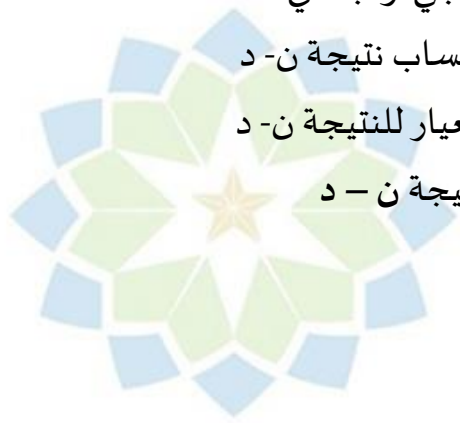 ساب نتيجة ن- د
عيار للنتيجة ن- د
يجة ن – د